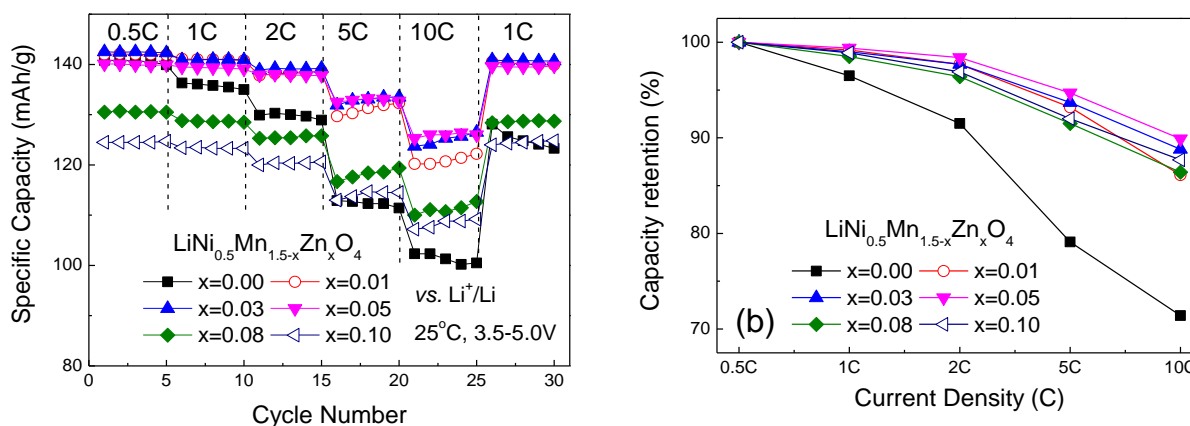 0.5C 1C 2C 5C 10C 1C
140
120
100
80
Specific Capacity (mAh/g)
LiNi0.5Mn1.5-xZnxO4
x=0.00 x=0.01
x=0.03 x=0.05
x=0.08 x=0.10
vs. Li+/Li
25oC, 3.5-5.0V
0 5 10 15 20 25 30
Cycle Number
100
90
80
70
Capacity retention (%)
LiNi0.5Mn1.5-xZnxO4
x=0.00 x=0.01
x=0.03 x=0.05
x=0.08 x=0.10
(b)
0.5C 1C 2C 5C 10C
Current Density (C)